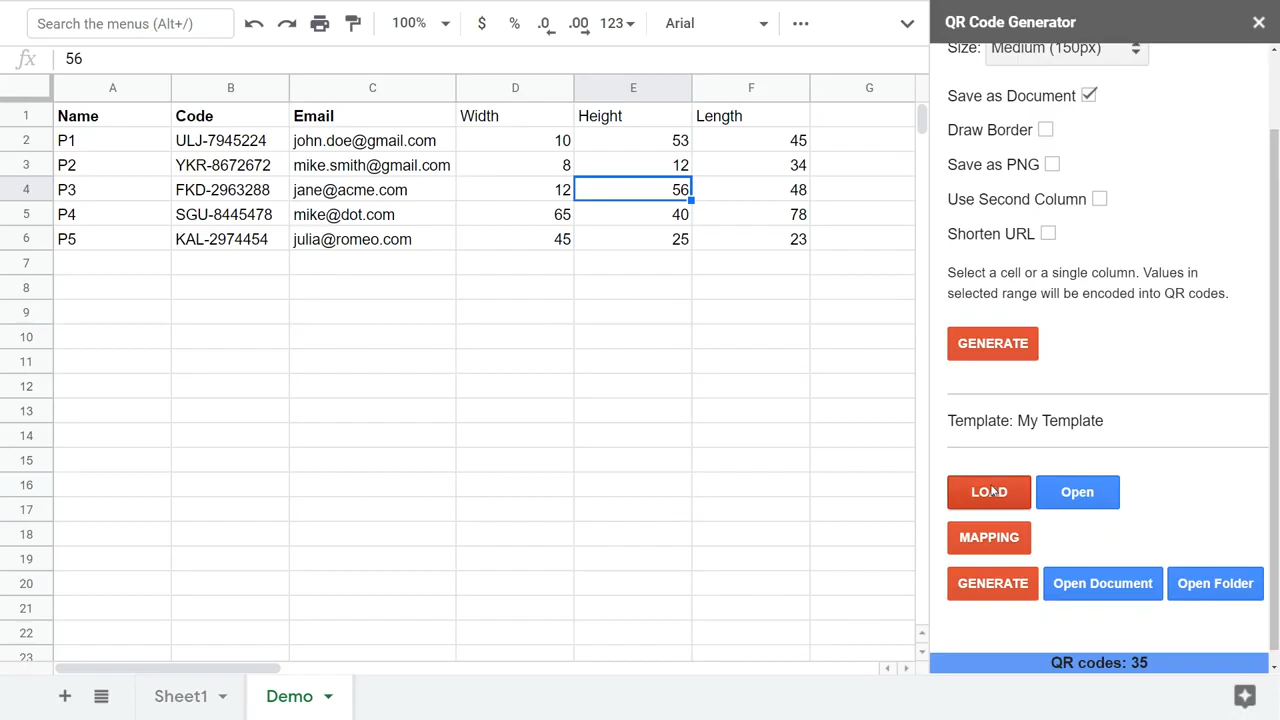 Search the menus (Alt+/)
100%
$
%
.0
.00
123
Arial
QR Code Generator
fx
56
Size: Medium (150px)
A B C D E F G
1 Name Code Email Width Height Length
2 P1 ULJ-7945224 john.doe@gmail.com 10 53 45
3 P2 YKR-8672672 mike.smith@gmail.com 8 12 34
4 P3 FKD-2963288 jane@acme.com 12 56 48
5 P4 SGU-8445478 mike@dot.com 65 40 78
6 P5 KAL-2974454 julia@romeo.com 45 25 23
7
8
9
10
11
12
13
14
15
16
17
18
19
20
21
22
23
Save as Document
Draw Border
Save as PNG
Use Second Column
Shorten URL
Select a cell or a single column. Values in
selected range will be encoded into QR codes.
GENERATE
Template: My Template
LOAD Open
MAPPING
GENERATE Open Document Open Folder
QR codes: 35
Sheet1 Demo